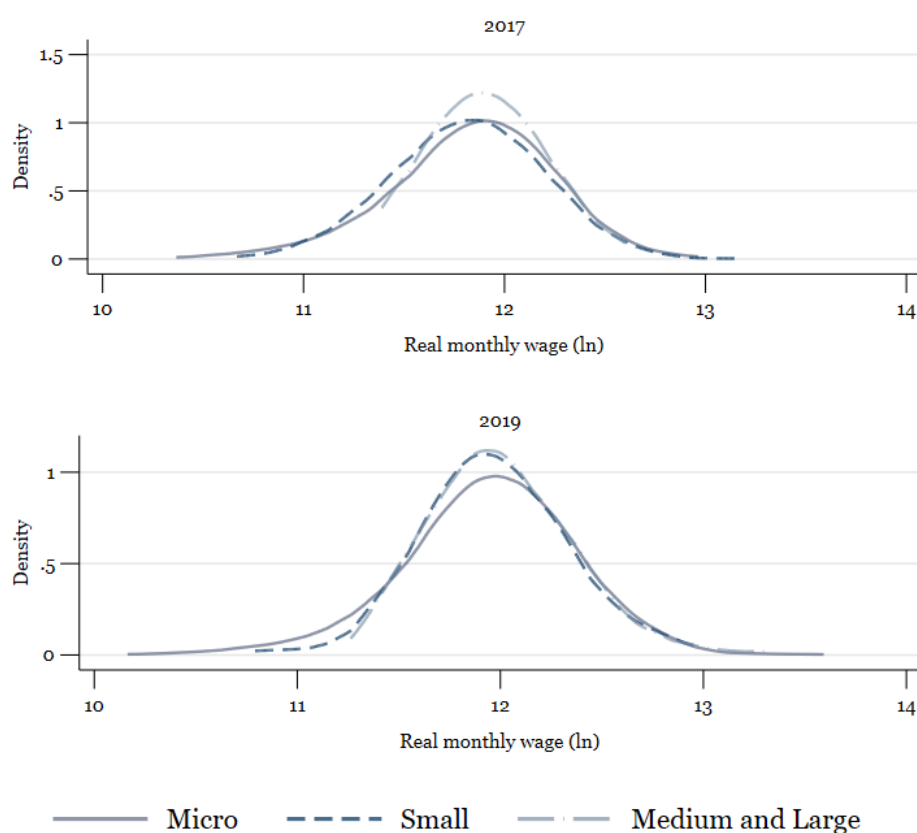 2017
1.5
1
.5
0
Density
10 11 12 13 14
Real monthly wage (ln)
2019
1
.5
0
Density
10 11 12 13 14
Real monthly wage (ln)
Micro Small Medium and Large